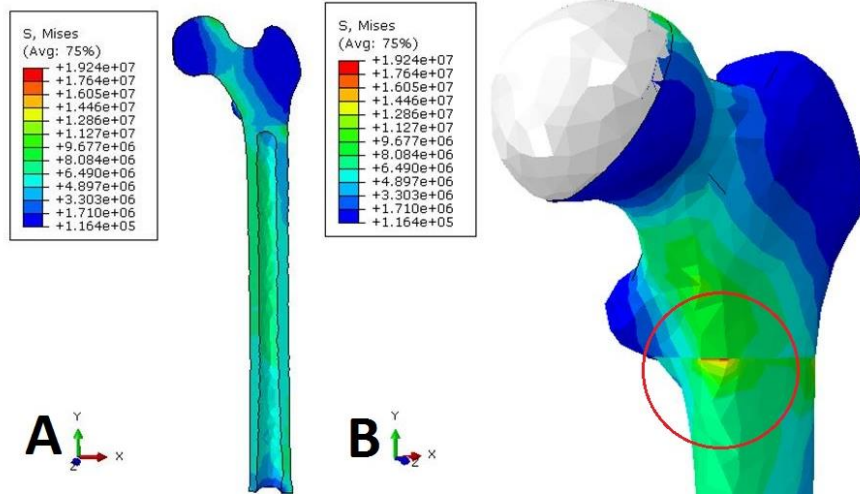 S, Mises
(Avg: 75%)
+1.924e+07
+1.764e+07
+1.605e+07
+1.446e+07
+1.286e+07
+1.127e+07
+9.677e+06
+8.084e+06
+6.490e+06
+4.897e+06
+3.303e+06
+1.710e+06
+1.164e+05
A
Y
Z
X
S, Mises
(Avg: 75%)
+1.924e+07
+1.764e+07
+1.605e+07
+1.446e+07
+1.286e+07
+1.127e+07
+9.677e+06
+8.084e+06
+6.490e+06
+4.897e+06
+3.303e+06
+1.710e+06
+1.164e+05
B
Y
Z
X